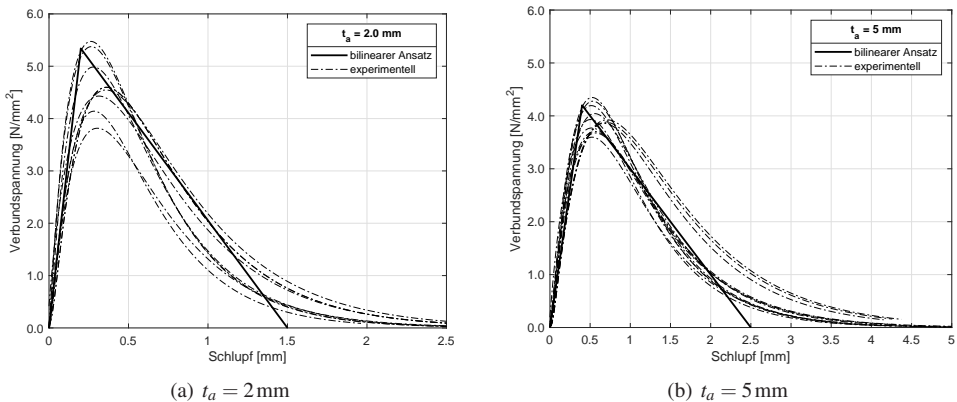 6.0
5.0
4.0
3.0
2.0
1.0
0.0
Verbundspannung [N/mm²]
t_a = 2.0 mm
bilinearer Ansatz
experimentell
0 0.5 1 1.5 2 2.5
Schlupf [mm]
(a) t_a = 2 mm
6.0
5.0
4.0
3.0
2.0
1.0
0.0
Verbundspannung [N/mm²]
t_a = 5 mm
bilinearer Ansatz
experimentell
0 0.5 1 1.5 2 2.5 3 3.5 4 4.5 5
Schlupf [mm]
(b) t_a = 5 mm